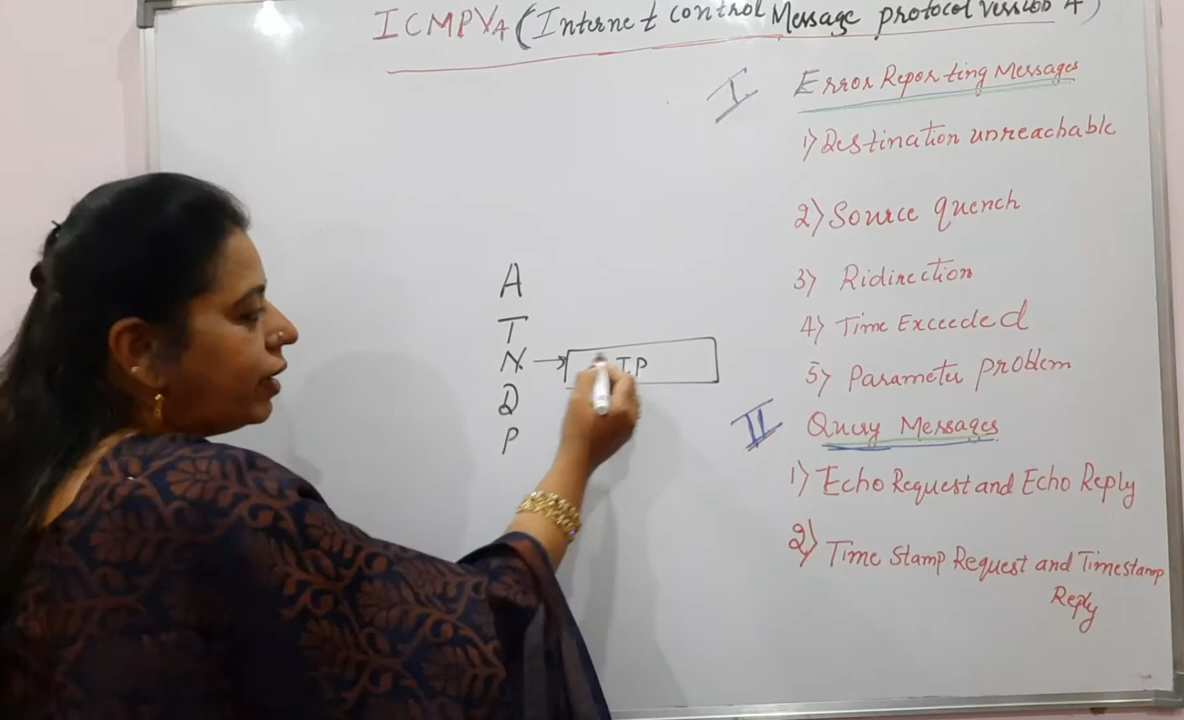 ICMPV4 (Internet control Message protocol version 4)
I Error Reporting Messages
1) Destination unreachable
2) Source quench
3) Ridirection
4) Time Exceeded
5) Parameter problem
II Query Messages
1) Echo Request and Echo Reply
2) Time Stamp Request and Timestamp
Reply
A
T
N → IP
D
P